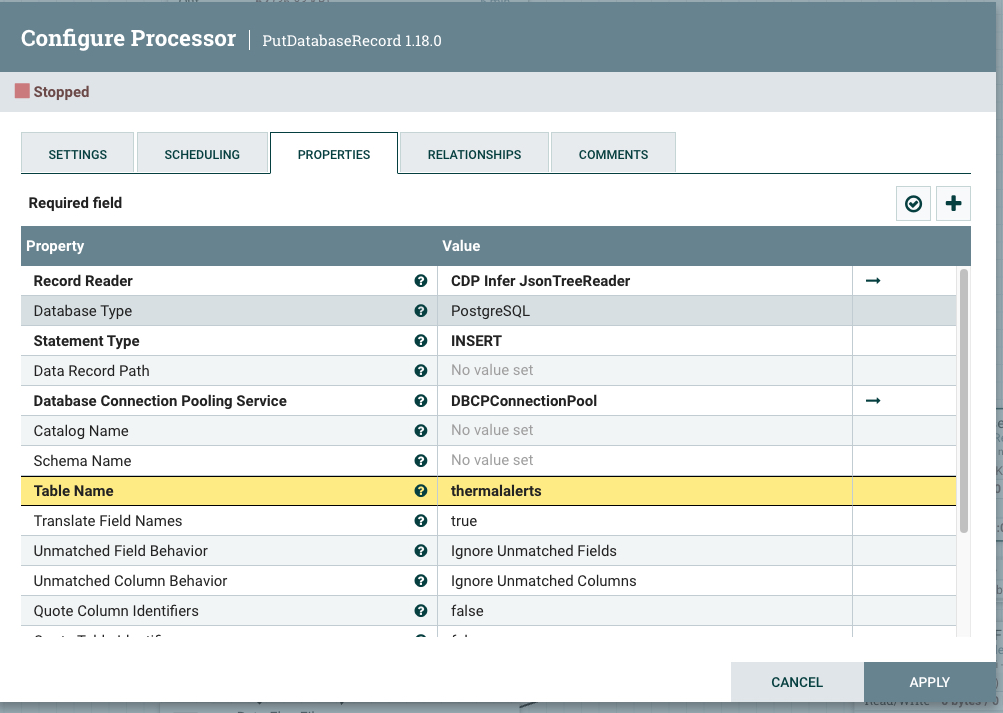 Configure Processor | PutDatabaseRecord 1.18.0
Stopped
SETTINGS SCHEDULING PROPERTIES RELATIONSHIPS COMMENTS
Required field
Property Value
Record Reader CDP Infer JsonTreeReader
Database Type PostgreSQL
Statement Type INSERT
Data Record Path No value set
Database Connection Pooling Service DBCPConnectionPool
Catalog Name No value set
Schema Name No value set
Table Name thermalalerts
Translate Field Names true
Unmatched Field Behavior Ignore Unmatched Fields
Unmatched Column Behavior Ignore Unmatched Columns
Quote Column Identifiers false
CANCEL APPLY